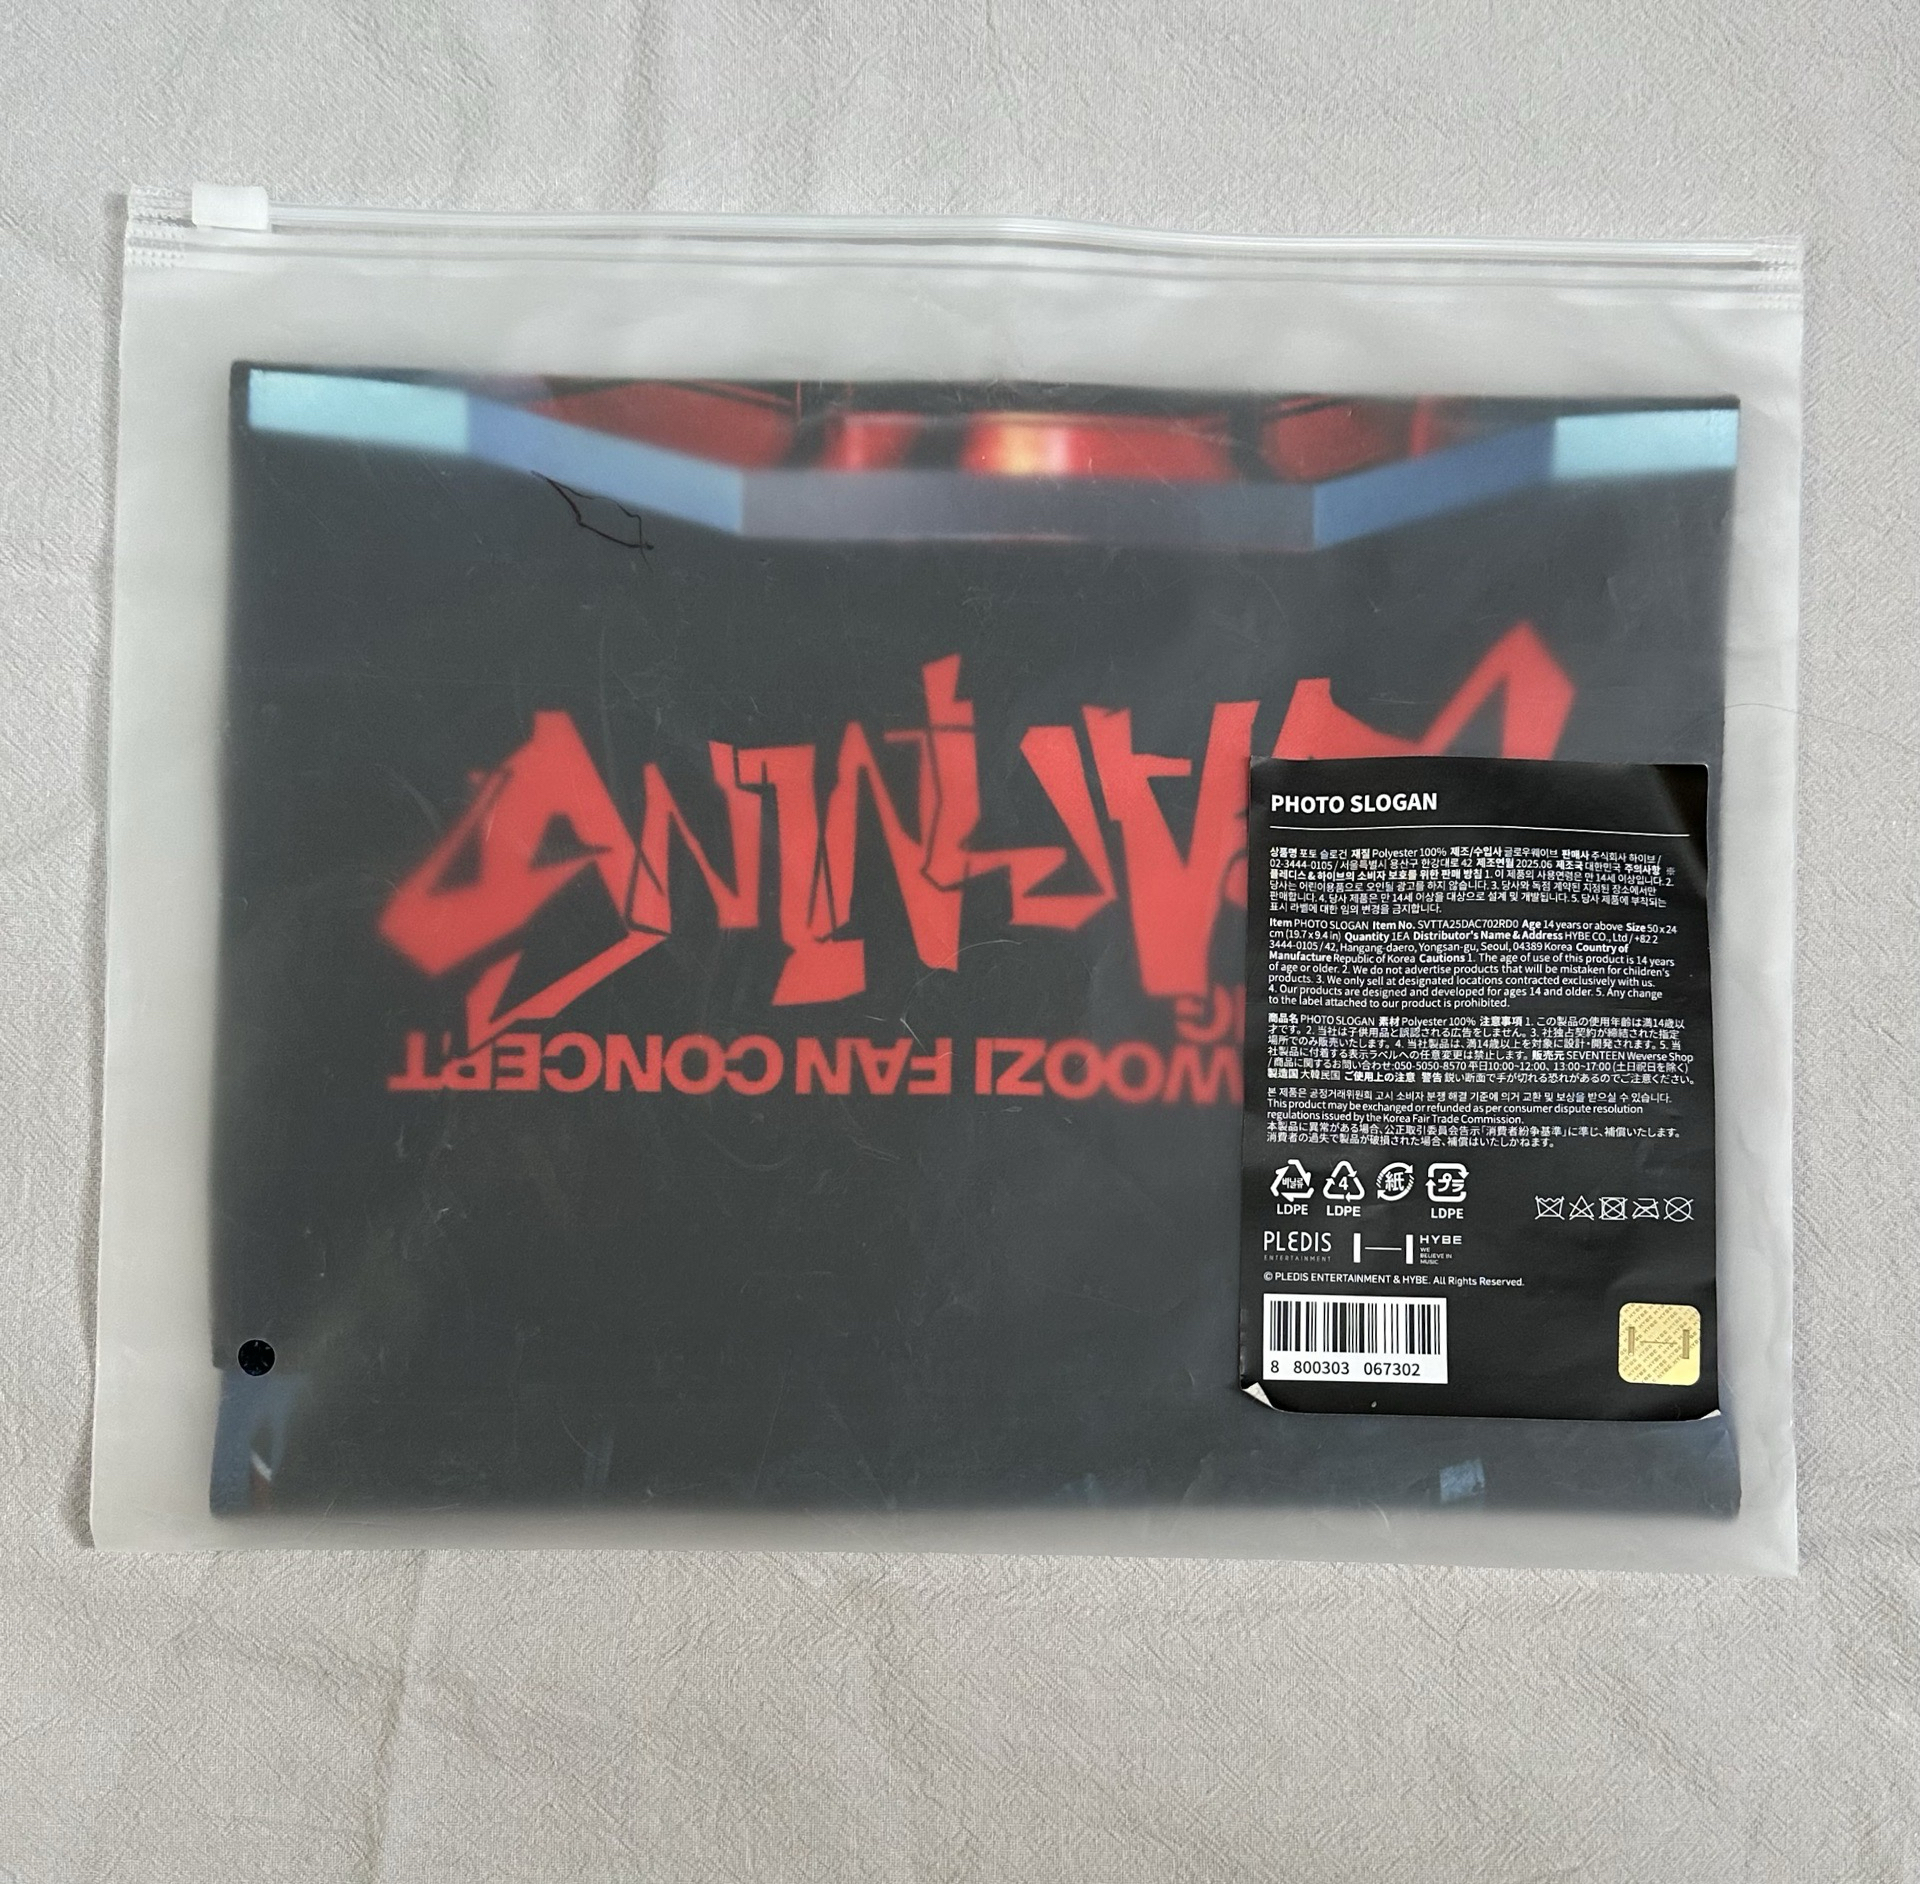 WARNING
WOOZI FAN CONCEPT
PHOTO SLOGAN
상품명 포토 슬로건 재질 Polyester 100% 제조/수입사 글로우웨이브 판매사 주식회사 하이브 /
02-3444-0105 / 서울특별시 용산구 한강대로 42 제조연월 2025.06 제조국 대한민국 주의사항 ※
플레디스 & 하이브의 소비자 보호를 위한 판매 방침 1. 이 제품의 사용연령은 만 14세 이상입니다. 2.
당사는 어린이용품으로 오인될 광고를 하지 않습니다. 3. 당사와 독점 계약된 지정된 장소에서만
판매합니다. 4. 당사 제품은 만 14세 이상을 대상으로 설계 및 개발됩니다. 5. 당사 제품에 부착되는
표시 라벨에 대한 임의 변경을 금지합니다.
Item PHOTO SLOGAN Item No. SVTTA25DAC702RD0 Age 14 years or above Size 50 x 24
cm (19.7 x 9.4 in) Quantity 1EA Distributor's Name & Address HYBE CO., Ltd / +82 2
3444-0105 / 42, Hangang-daero, Yongsan-gu, Seoul, 04389 Korea Country of
Manufacture Republic of Korea Cautions 1. The age of use of this product is 14 years
of age or older. 2. We do not advertise products that will be mistaken for children's
products. 3. We only sell at designated locations contracted exclusively with us.
4. Our products are designed and developed for ages 14 and older. 5. Any change
to the label attached to our product is prohibited.
商品名 PHOTO SLOGAN 素材 Polyester 100% 注意事項 1. この製品の使用年齢は満14歳以
才です。2. 当社は子供用品と誤認される広告をしません。3. 社独占契約が締結された指定
場所でのみ販売いたします。4. 当社製品は、満14歳以上を対象に設計・開発されます。5. 当
社製品に付着する表示ラベルへの任意変更は禁止します。販売元 SEVENTEEN Weverse Shop
/ 商品に関するお問い合わせ:050-5050-8570 平日10:00~12:00、13:00~17:00 (土日祝日を除く)
製造国 大韓民国 ご使用上の注意 警告 鋭い断面で手が切れる恐れがあるのでご注意ください。
본 제품은 공정거래위원회 고시 소비자 분쟁 해결 기준에 의거 교환 및 보상을 받으실 수 있습니다.
This product may be exchanged or refunded as per consumer dispute resolution
regulations issued by the Korea Fair Trade Commission.
本製品に異常がある場合、公正取引委員会告示「消費者紛争基準」に準じ、補償いたします。
消費者の過失で製品が破損された場合、補償はいたしかねます。
비닐류 4 紙 プラ
LDPE LDPE LDPE
PLEDIS HYBE
ENTERTAINMENT WE
BELIEVE IN
MUSIC
© PLEDIS ENTERTAINMENT & HYBE. All Rights Reserved.
8 800303 067302